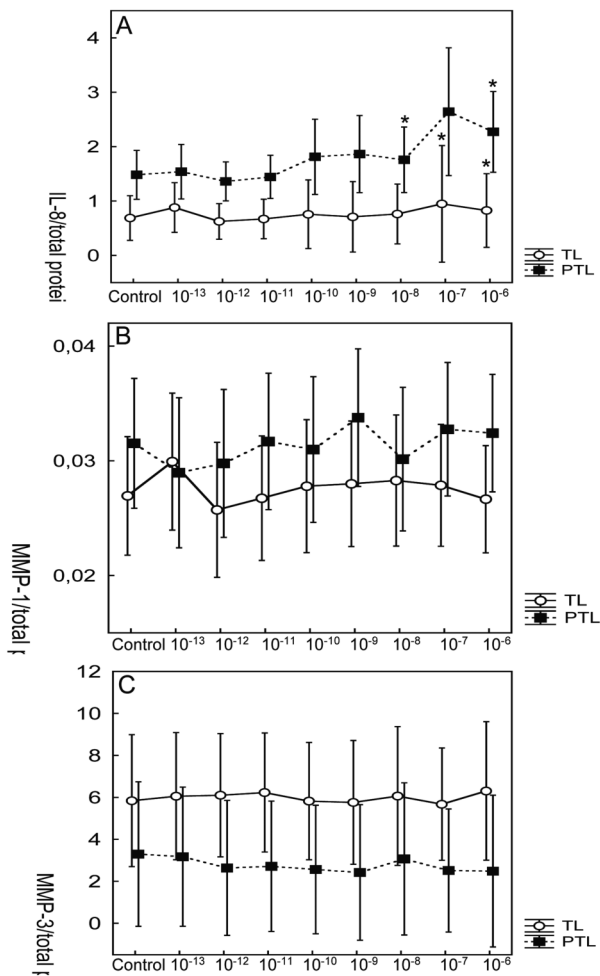 A
4
3
2
1
0
IL-8/total protei
* * * *
Control 10⁻¹³ 10⁻¹² 10⁻¹¹ 10⁻¹⁰ 10⁻⁹ 10⁻⁸ 10⁻⁷ 10⁻⁶
TL
PTL
B
0,04
0,03
0,02
MMP-1/total p
Control 10⁻¹³ 10⁻¹² 10⁻¹¹ 10⁻¹⁰ 10⁻⁹ 10⁻⁸ 10⁻⁷ 10⁻⁶
TL
PTL
C
12
10
8
6
4
2
0
MMP-3/total p
Control 10⁻¹³ 10⁻¹² 10⁻¹¹ 10⁻¹⁰ 10⁻⁹ 10⁻⁸ 10⁻⁷ 10⁻⁶
TL
PTL